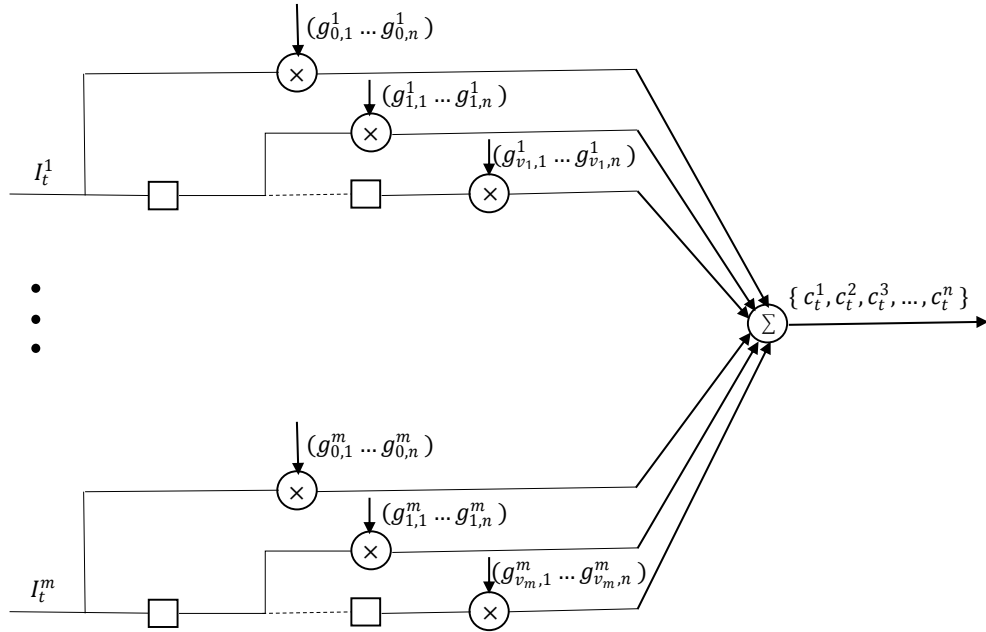 (g^1_{0,1} … g^1_{0,n})
×
(g^1_{1,1} … g^1_{1,n})
×
(g^1_{v_1,1} … g^1_{v_1,n})
I^1_t
×
{ c^1_t, c^2_t, c^3_t, …, c^n_t }
Σ
(g^m_{0,1} … g^m_{0,n})
×
(g^m_{1,1} … g^m_{1,n})
×
(g^m_{v_m,1} … g^m_{v_m,n})
I^m_t
×